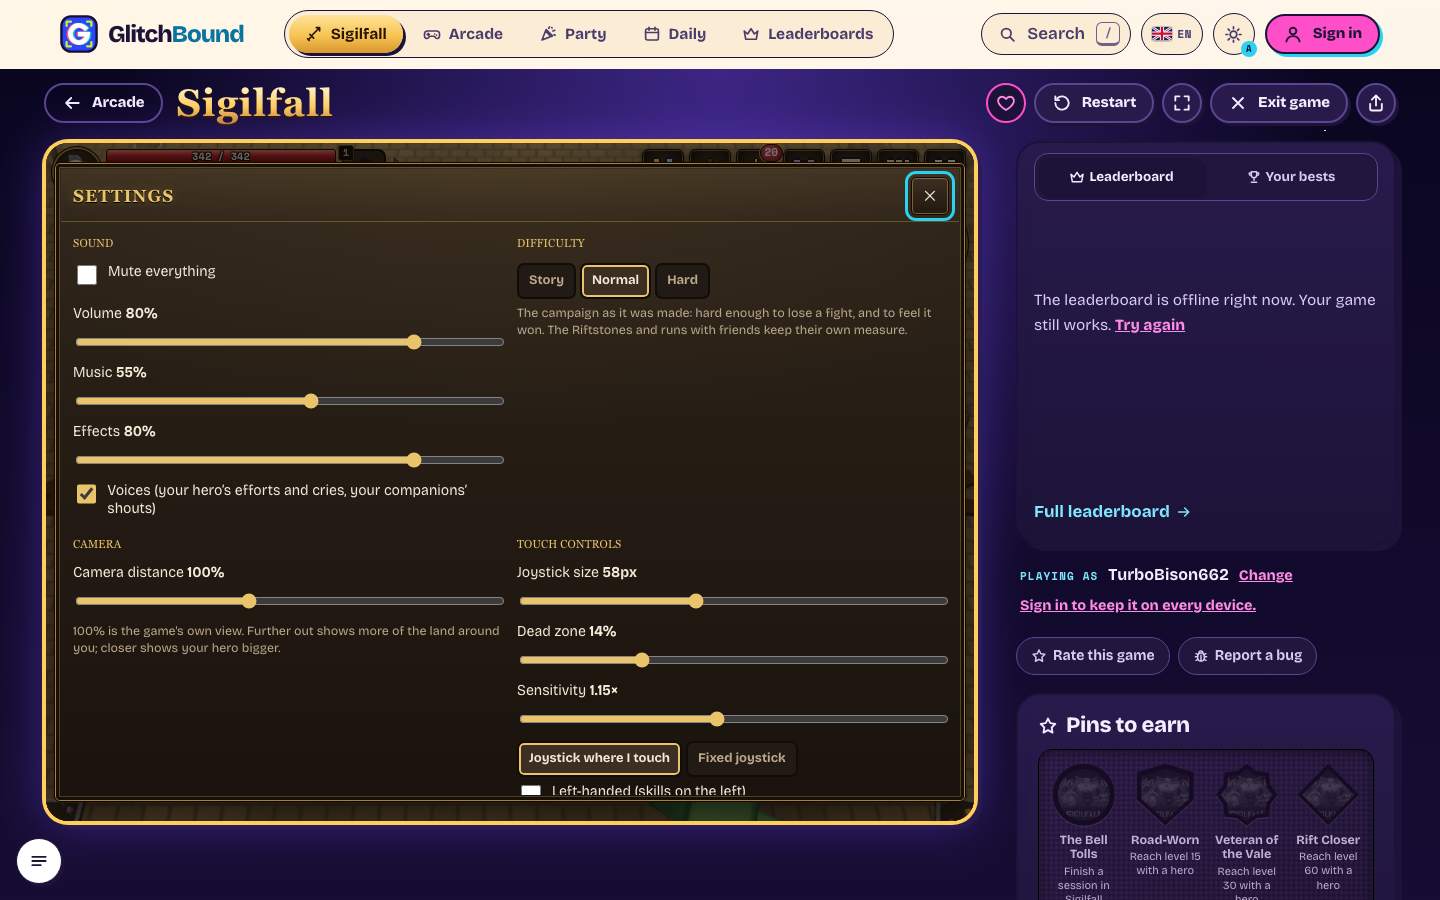 GlitchBound
Sigilfall
Arcade
Party
Daily
Leaderboards
Search /
EN
A
Sign in
Arcade
Sigilfall
Restart
Exit game
342 / 342
1
20
SETTINGS
SOUND
Mute everything
Volume 80%
Music 55%
Effects 80%
Voices (your hero's efforts and cries, your companions'
shouts)
DIFFICULTY
Story
Normal
Hard
The campaign as it was made: hard enough to lose a fight, and to feel it
won. The Riftstones and runs with friends keep their own measure.
CAMERA
Camera distance 100%
100% is the game's own view. Further out shows more of the land around
you; closer shows your hero bigger.
TOUCH CONTROLS
Joystick size 58px
Dead zone 14%
Sensitivity 1.15×
Joystick where I touch
Fixed joystick
Left-handed (skills on the left)
Leaderboard
Your bests
The leaderboard is offline right now. Your game
still works. Try again
Full leaderboard →
PLAYING AS TurboBison662 Change
Sign in to keep it on every device.
Rate this game
Report a bug
Pins to earn
The Bell
Tolls
Finish a
session in
Sigilfall
Road-Worn
Reach level 15
with a hero
Veteran of
the Vale
Reach level
30 with a
hero
Rift Closer
Reach level
60 with a
hero